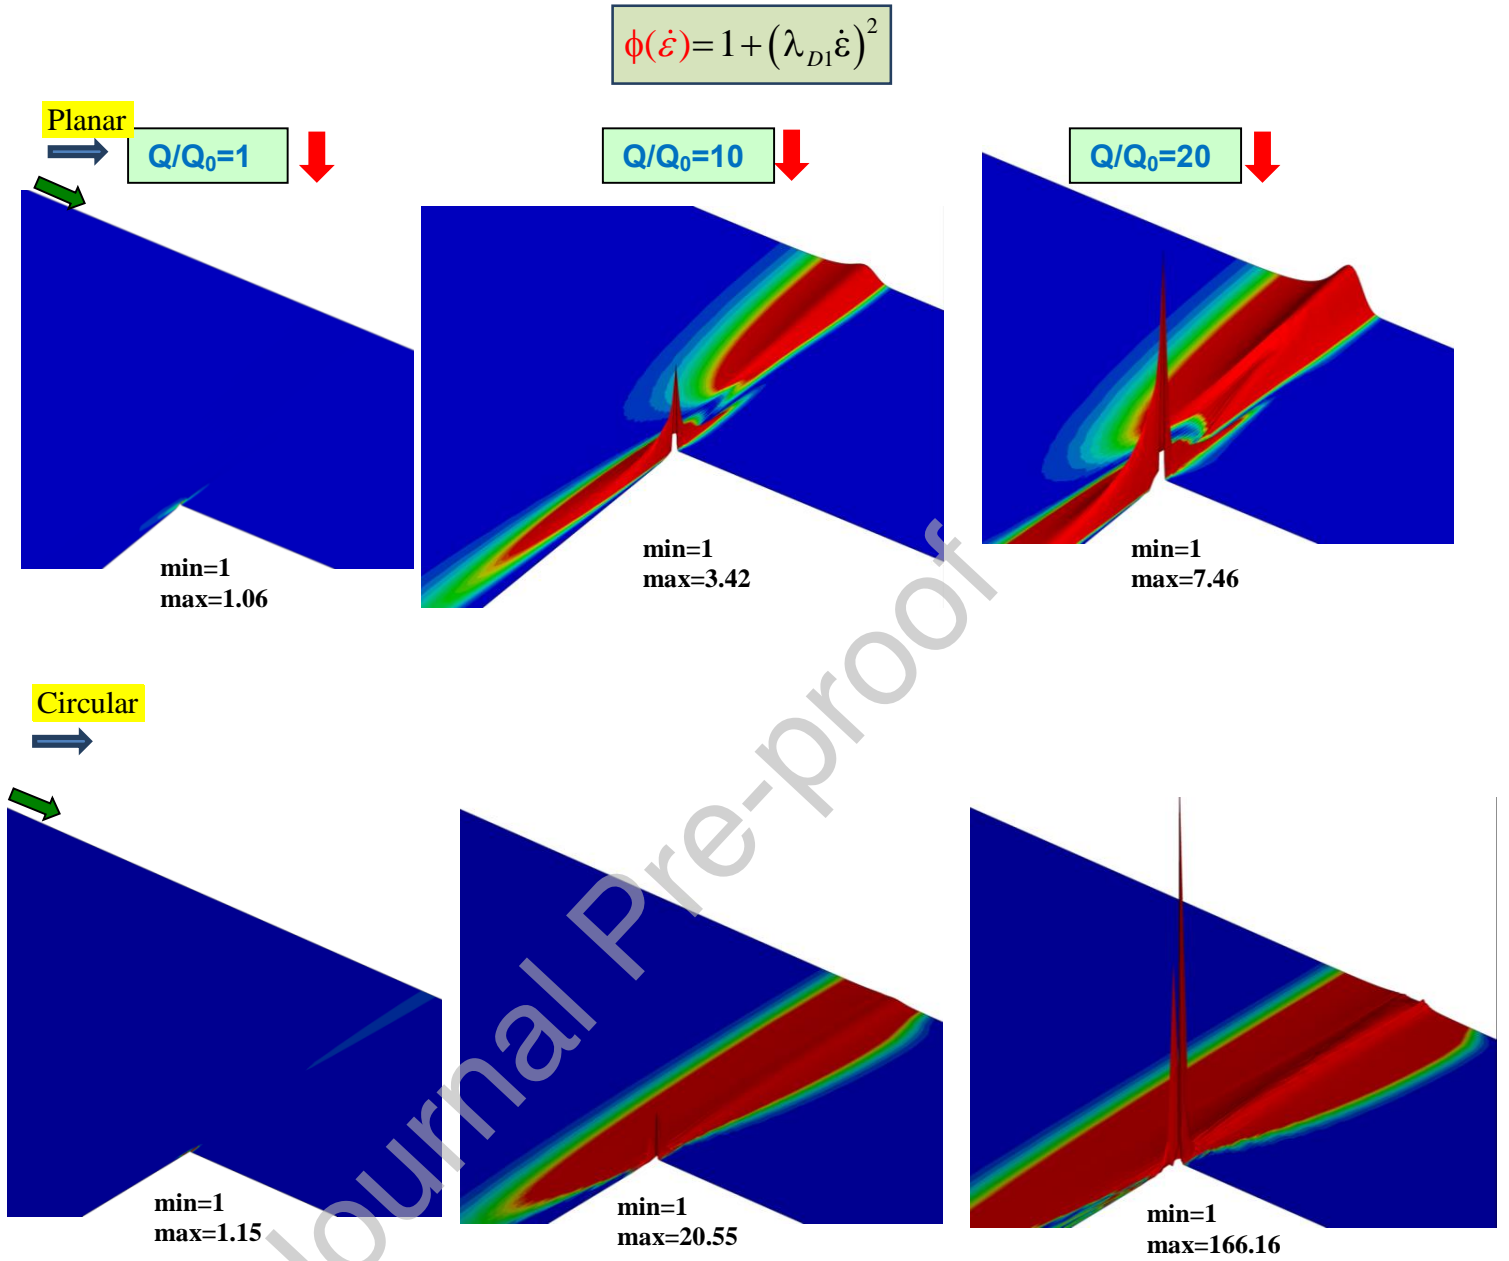 ϕ(ε̇)=1+(λ_D1 ε̇)²
Planar
Q/Q₀=1
Q/Q₀=10
Q/Q₀=20
min=1
max=1.06
min=1
max=3.42
min=1
max=7.46
Circular
min=1
max=1.15
min=1
max=20.55
min=1
max=166.16
Journal Pre-proof